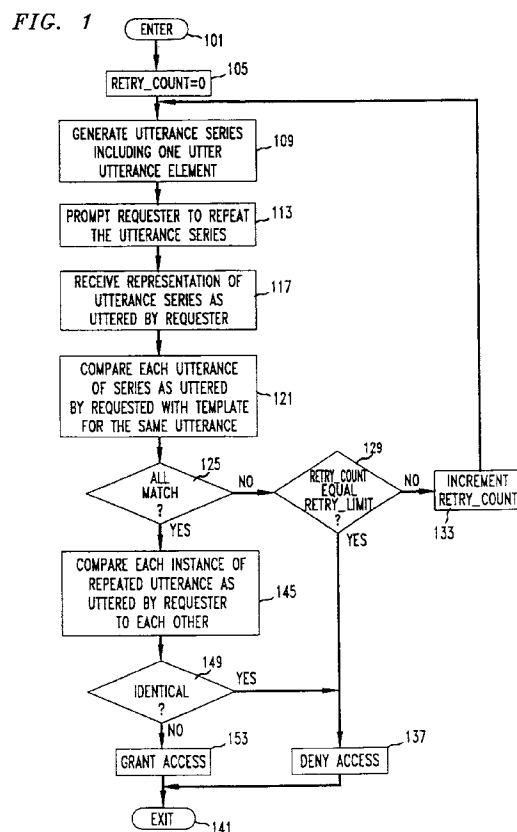 FIG. 1
ENTER
101
RETRY_COUNT=0
105
GENERATE UTTERANCE SERIES
INCLUDING ONE UTTER
UTTERANCE ELEMENT
109
PROMPT REQUESTER TO REPEAT
THE UTTERANCE SERIES
113
RECEIVE REPRESENTATION OF
UTTERANCE SERIES AS
UTTERED BY REQUESTER
117
COMPARE EACH UTTERANCE
OF SERIES AS UTTERED
BY REQUESTED WITH TEMPLATE
FOR THE SAME UTTERANCE
121
ALL
MATCH
?
125
NO
YES
RETRY_COUNT
EQUAL
RETRY_LIMIT
?
129
NO
YES
INCREMENT
RETRY_COUNT
133
COMPARE EACH INSTANCE OF
REPEATED UTTERANCE AS
UTTERED BY REQUESTER
TO EACH OTHER
145
IDENTICAL
?
149
YES
NO
GRANT ACCESS
153
DENY ACCESS
137
EXIT
141